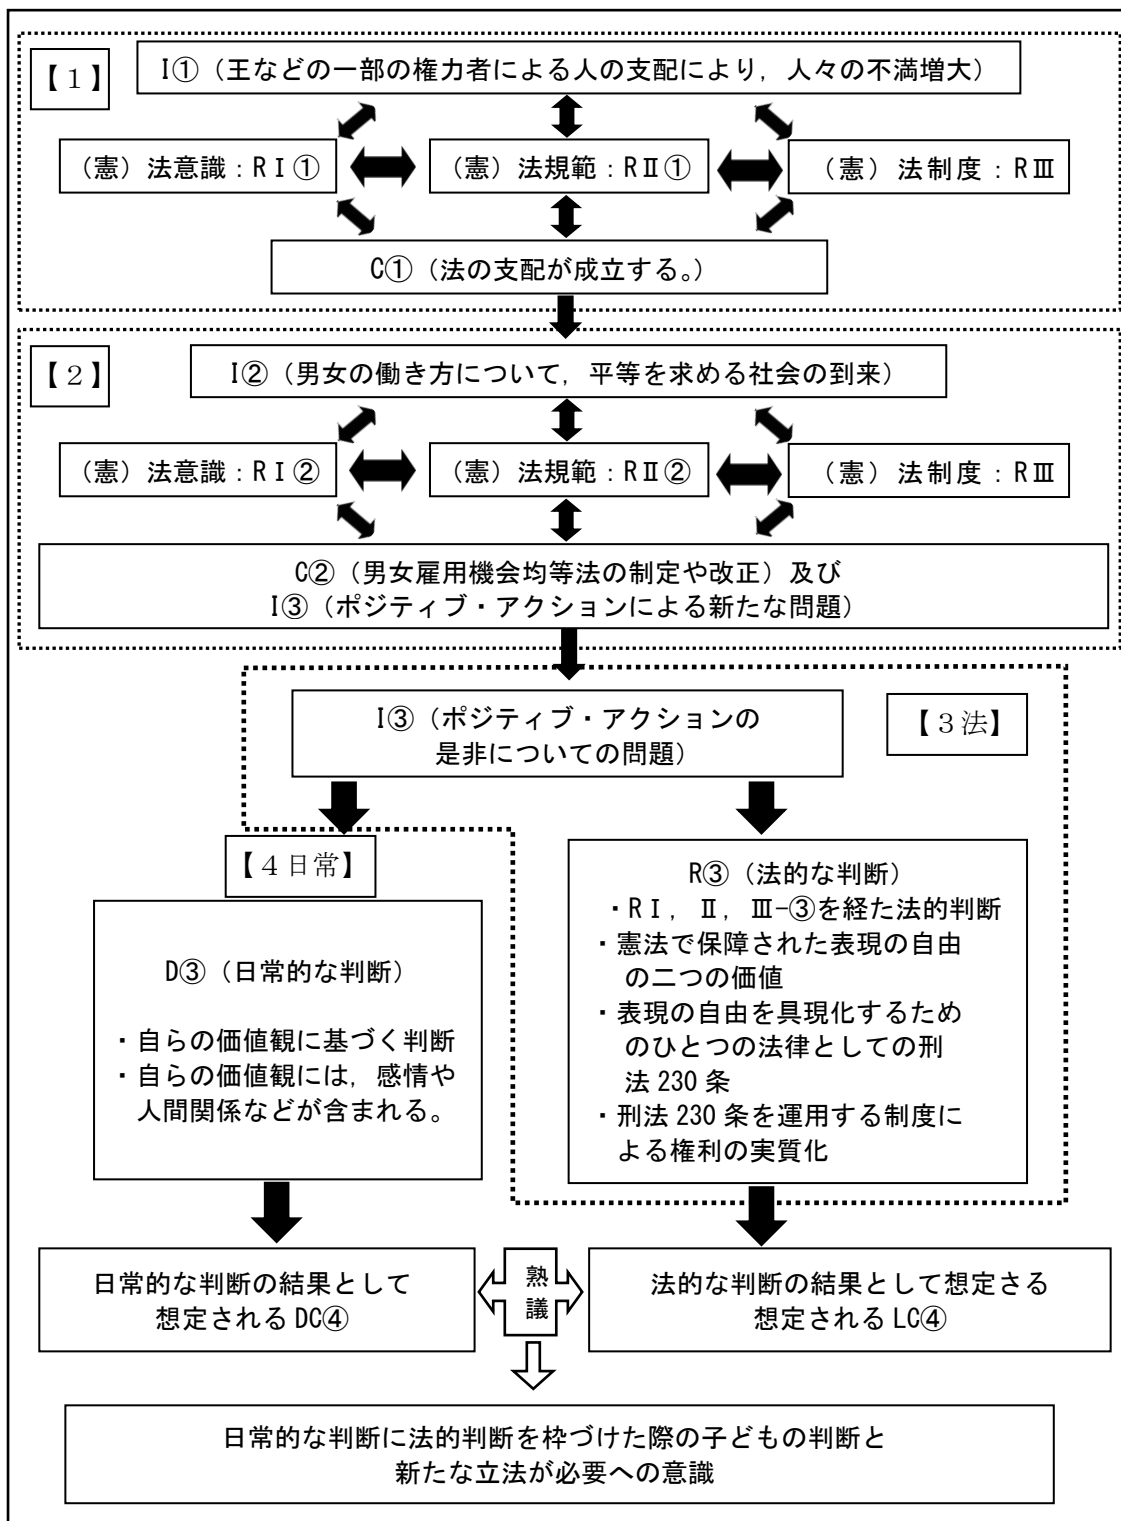 【1】
I①（王などの一部の権力者による人の支配により，人々の不満増大）
（憲）法意識：RⅠ①
（憲）法規範：RⅡ①
（憲）法制度：RⅢ
C①（法の支配が成立する。）
【2】
I②（男女の働き方について，平等を求める社会の到来）
（憲）法意識：RⅠ②
（憲）法規範：RⅡ②
（憲）法制度：RⅢ
C②（男女雇用機会均等法の制定や改正）及び
I③（ポジティブ・アクションによる新たな問題）
I③（ポジティブ・アクションの
是非についての問題）
【3法】
【4日常】
D③（日常的な判断）
・自らの価値観に基づく判断
・自らの価値観には，感情や
人間関係などが含まれる。
R③（法的な判断）
・RⅠ，Ⅱ，Ⅲ-③を経た法的判断
・憲法で保障された表現の自由
の二つの価値
・表現の自由を具現化するため
のひとつの法律としての刑
法230条
・刑法230条を運用する制度に
よる権利の実質化
日常的な判断の結果として
想定されるDC④
熟
議
法的な判断の結果として想定さる
想定されるLC④
日常的な判断に法的判断を枠づけた際の子どもの判断と
新たな立法が必要への意識